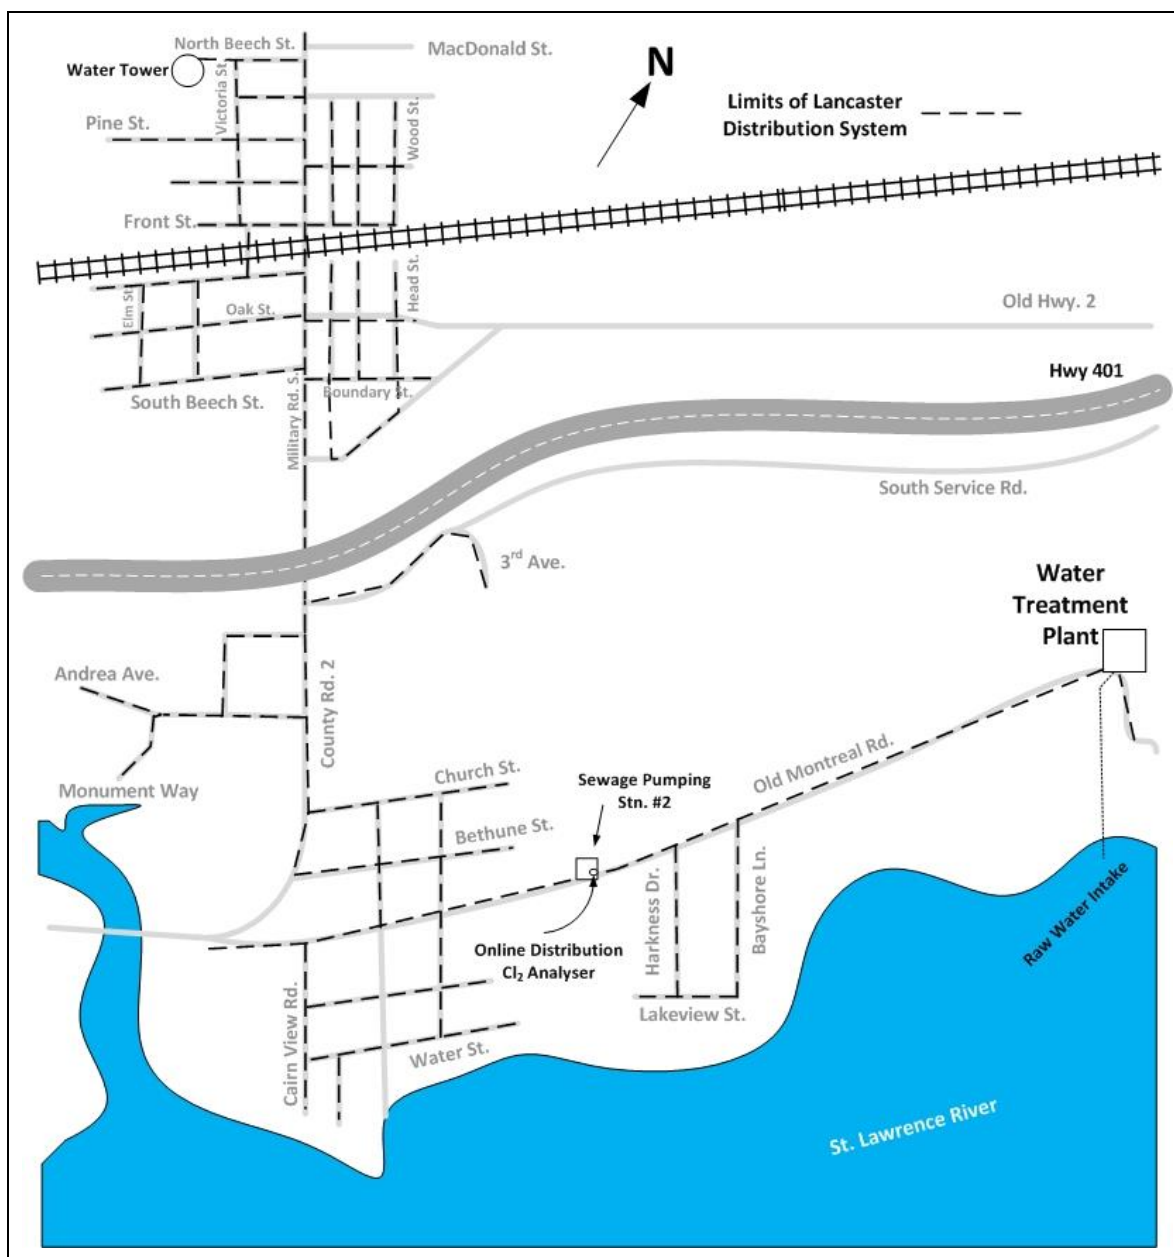 North Beech St.
MacDonald St.
Water Tower
Victoria St.
N
Limits of Lancaster
Distribution System
Pine St.
Wood St.
Front St.
Elm St.
Oak St.
Head St.
Old Hwy. 2
South Beech St.
Boundary St.
Hwy 401
Military Rd. S.
South Service Rd.
3rd Ave.
Water
Treatment
Plant
Andrea Ave.
County Rd. 2
Monument Way
Church St.
Sewage Pumping
Stn. #2
Old Montreal Rd.
Bethune St.
Harkness Dr.
Bayshore Ln.
Raw Water Intake
Online Distribution
Cl₂ Analyser
Cairn View Rd.
Lakeview St.
Water St.
St. Lawrence River